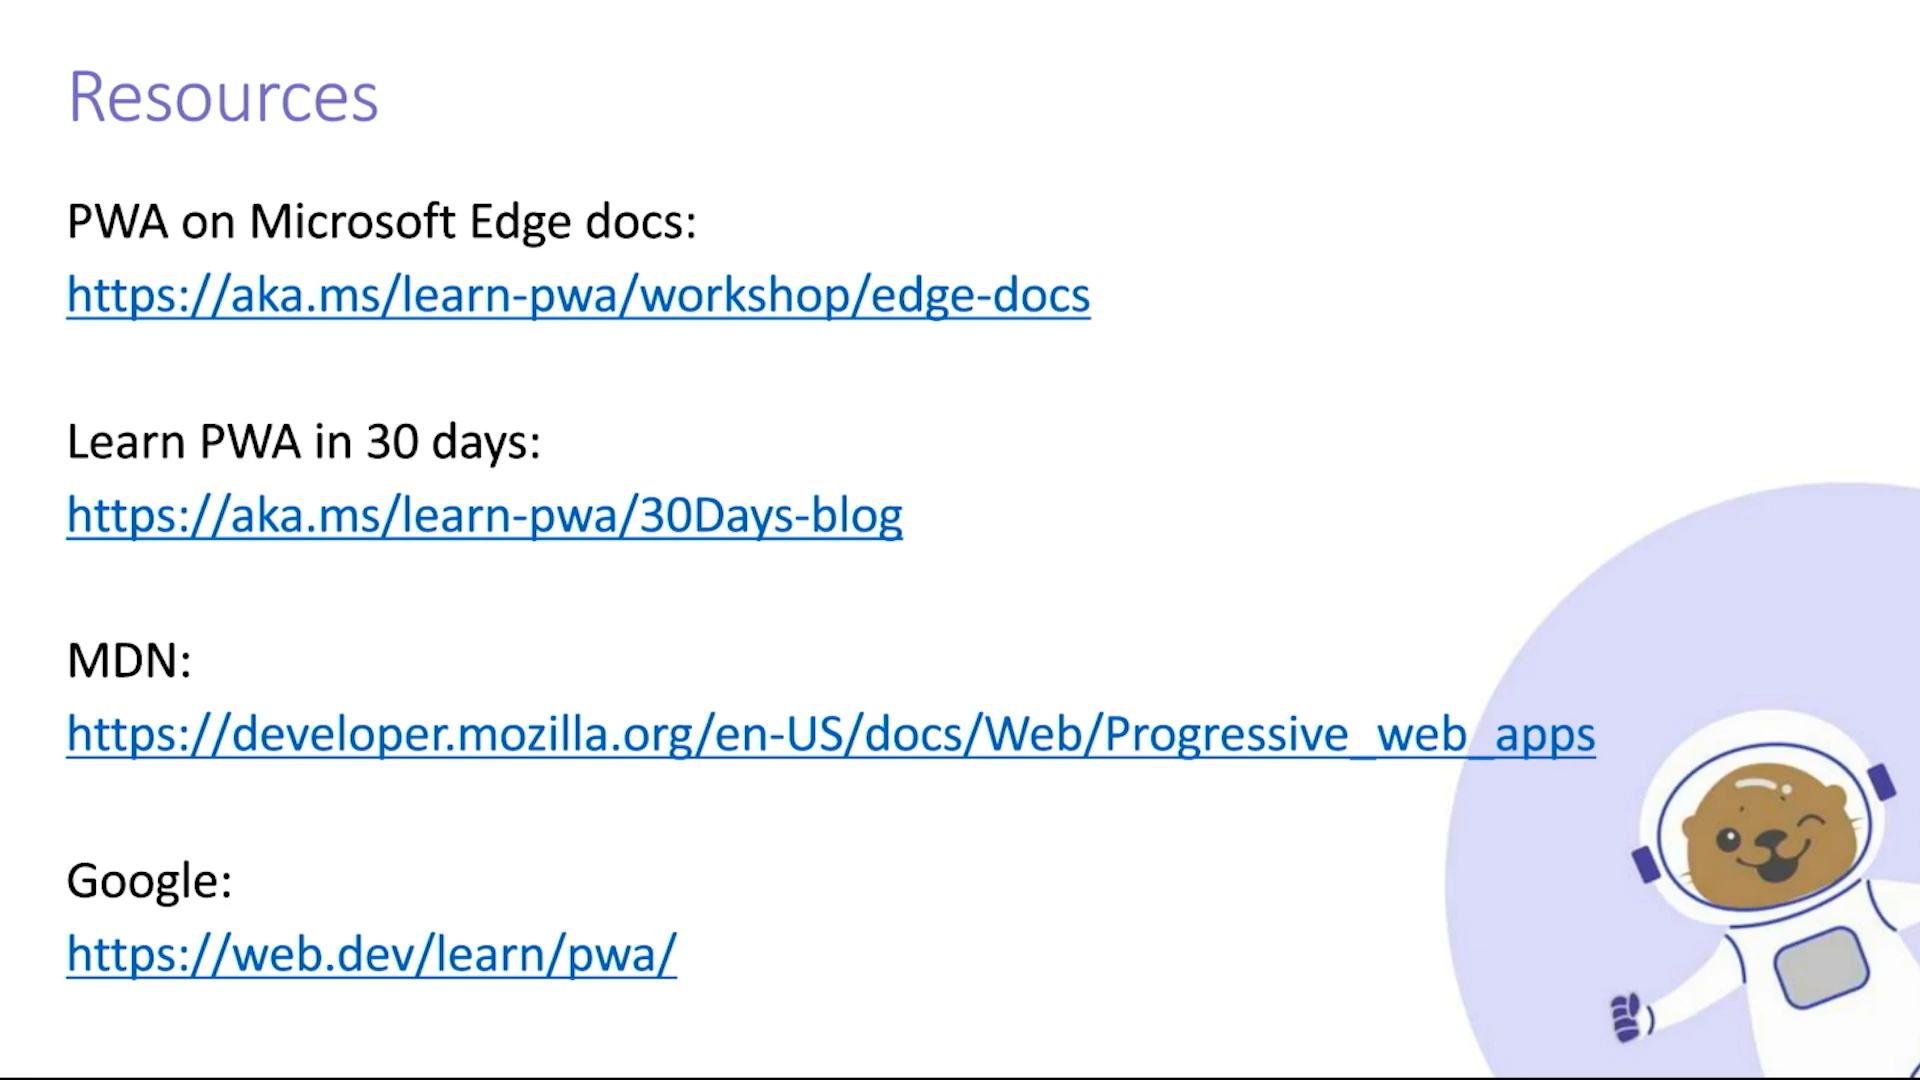 Resources
PWA on Microsoft Edge docs:
https://aka.ms/learn-pwa/workshop/edge-docs
Learn PWA in 30 days:
https://aka.ms/learn-pwa/30Days-blog
MDN:
https://developer.mozilla.org/en-US/docs/Web/Progressive_web_apps
Google:
https://web.dev/learn/pwa/